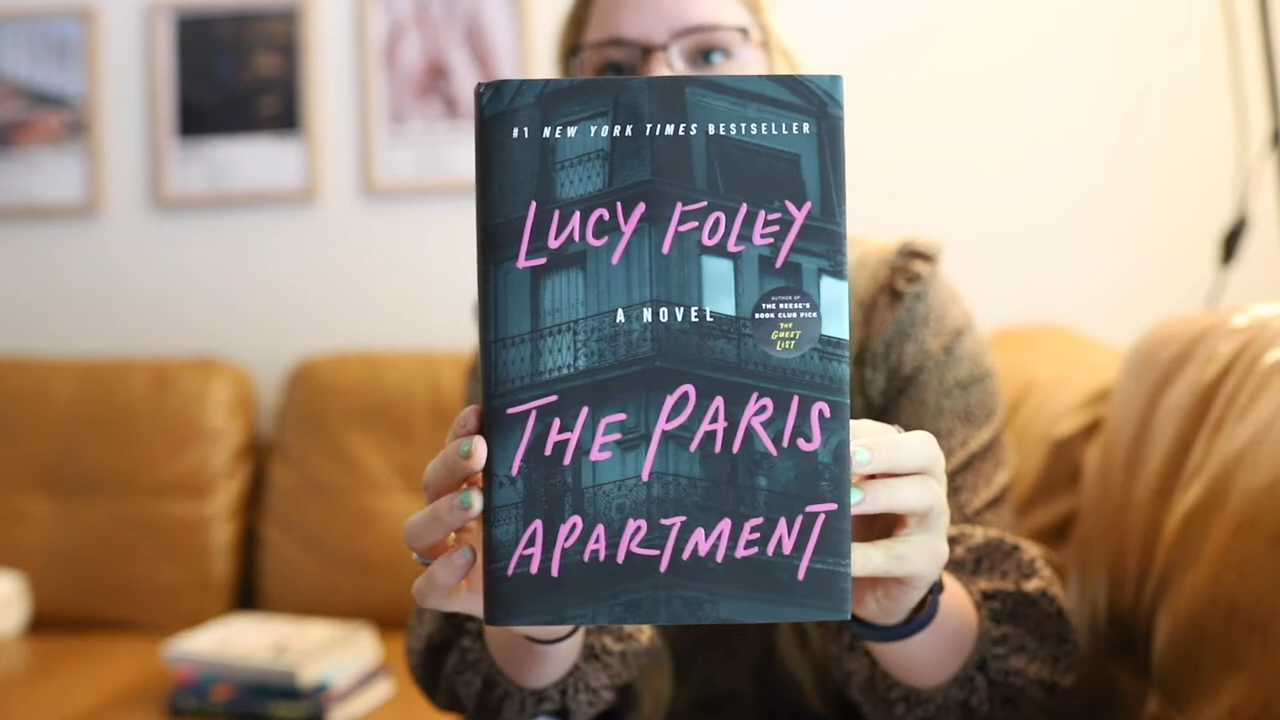 #1 NEW YORK TIMES BESTSELLER
LUCY FOLEY
A NOVEL
AUTHOR OF
THE REESE'S
BOOK CLUB PICK
THE
GUEST
LIST
THE PARIS
APARTMENT